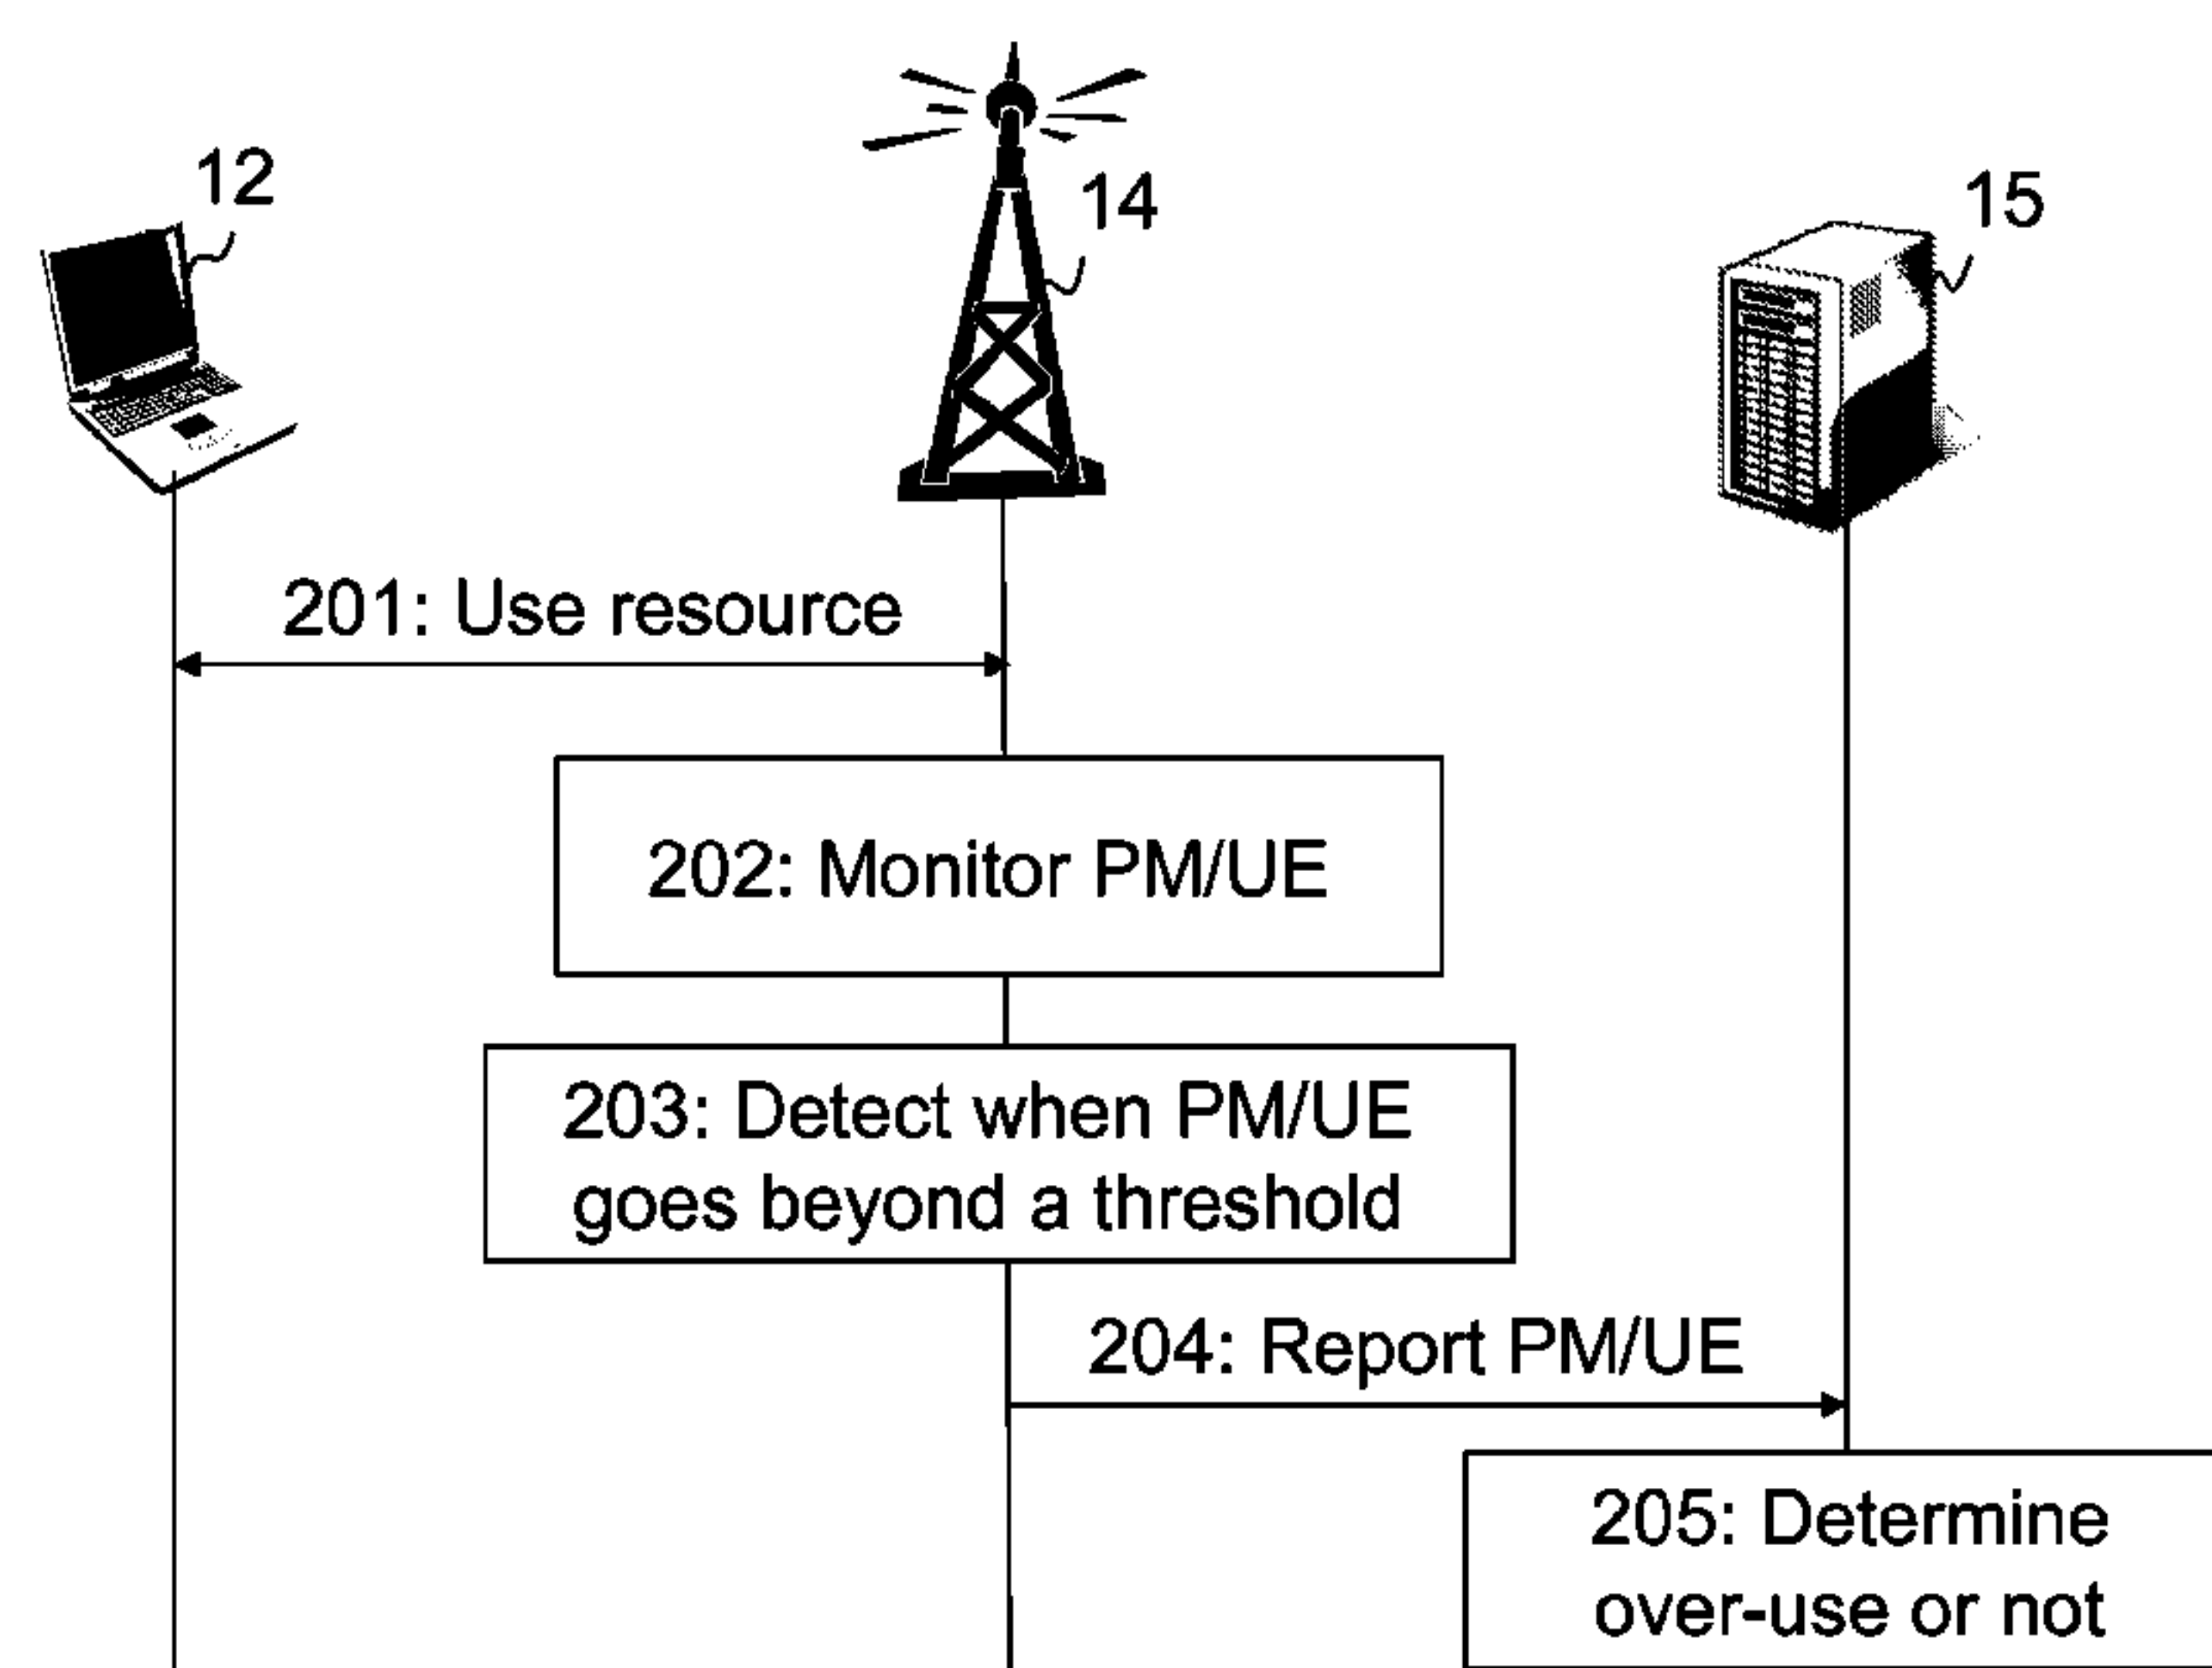 12
14
15
201: Use resource
202: Monitor PM/UE
203: Detect when PM/UE
goes beyond a threshold
204: Report PM/UE
205: Determine
over-use or not